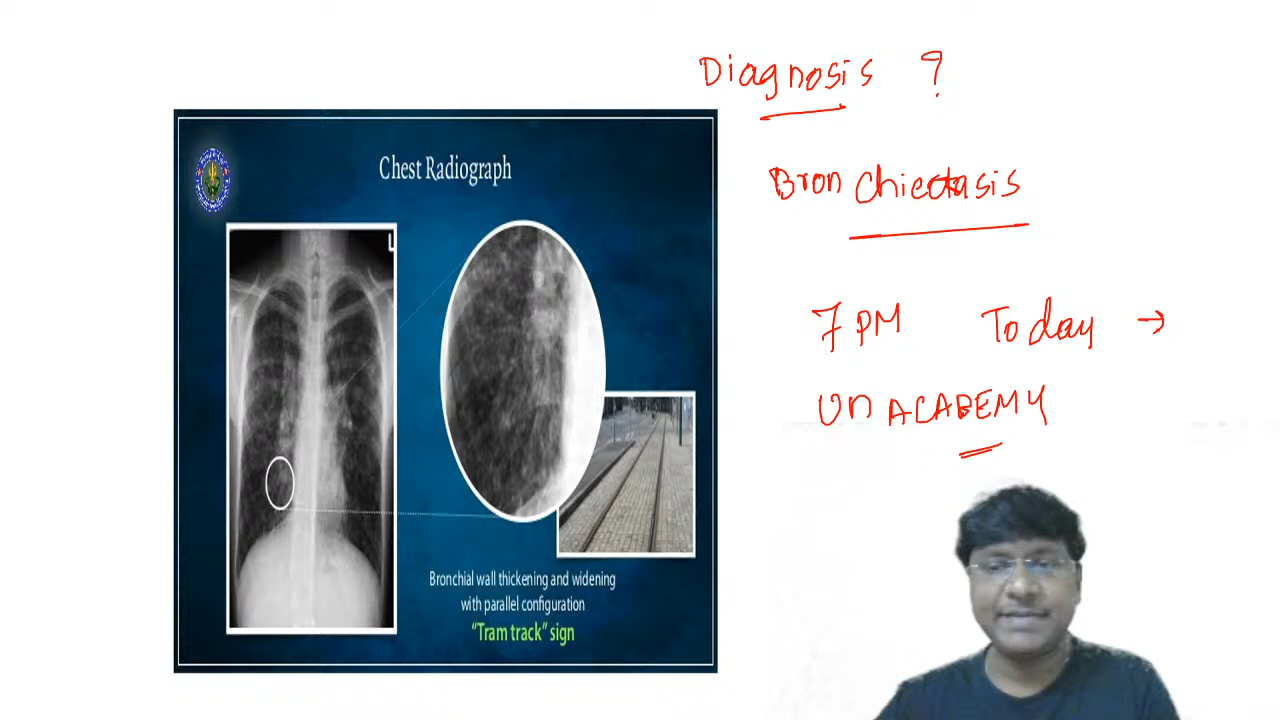 Diagnosis ?
Chest Radiograph
Bronchiectasis
L
7 PM Today →
UNACADEMY
Bronchial wall thickening and widening
with parallel configuration
"Tram track" sign